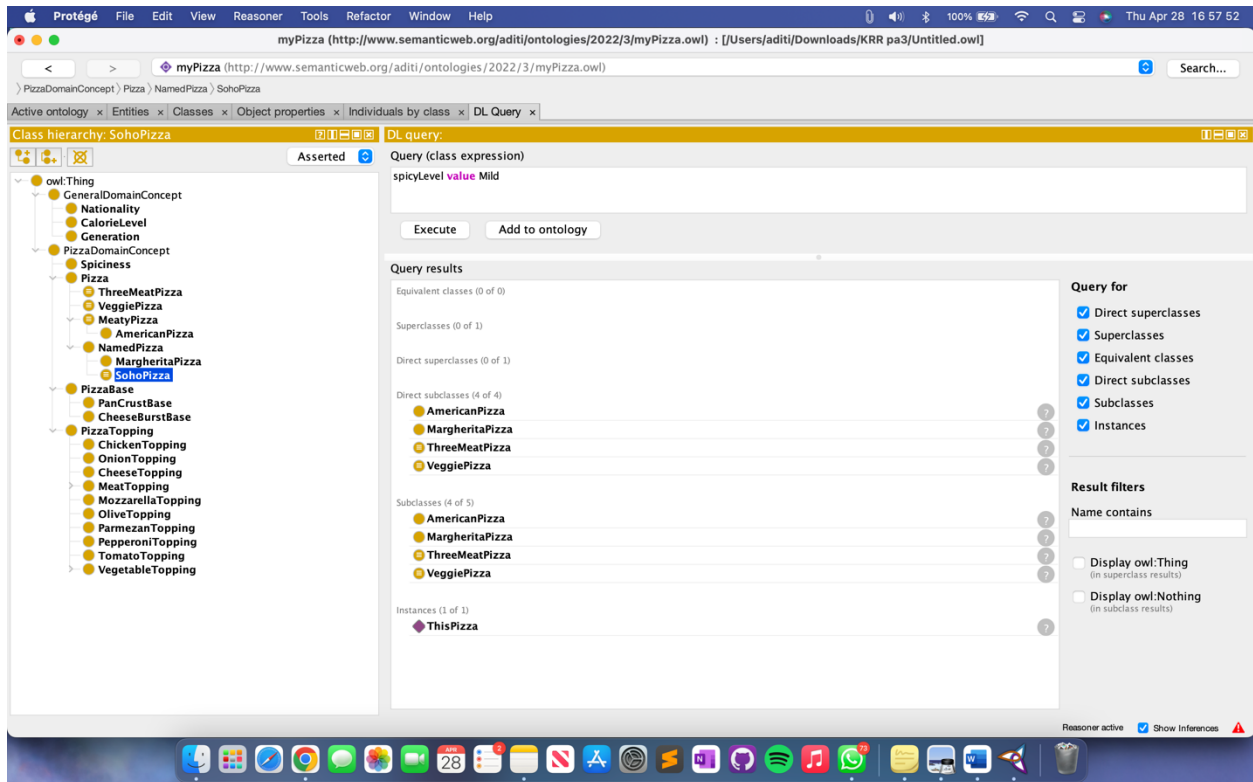 Protégé File Edit View Reasoner Tools Refactor Window Help 100% Thu Apr 28 16 57 52
myPizza (http://www.semanticweb.org/aditi/ontologies/2022/3/myPizza.owl) : [/Users/aditi/Downloads/KRR pa3/Untitled.owl]
< > myPizza (http://www.semanticweb.org/aditi/ontologies/2022/3/myPizza.owl) Search...
〉PizzaDomainConcept 〉Pizza 〉NamedPizza 〉SohoPizza
Active ontology × Entities × Classes × Object properties × Individuals by class × DL Query ×
Class hierarchy: SohoPizza
Asserted
owl:Thing
GeneralDomainConcept
Nationality
CalorieLevel
Generation
PizzaDomainConcept
Spiciness
Pizza
ThreeMeatPizza
VeggiePizza
MeatyPizza
AmericanPizza
NamedPizza
MargheritaPizza
SohoPizza
PizzaBase
PanCrustBase
CheeseBurstBase
PizzaTopping
ChickenTopping
OnionTopping
CheeseTopping
MeatTopping
MozzarellaTopping
OliveTopping
ParmezanTopping
PepperoniTopping
TomatoTopping
VegetableTopping
DL query:
Query (class expression)
spicyLevel value Mild
Execute Add to ontology
Query results
Equivalent classes (0 of 0)
Superclasses (0 of 1)
Direct superclasses (0 of 1)
Direct subclasses (4 of 4)
AmericanPizza ?
MargheritaPizza ?
ThreeMeatPizza ?
VeggiePizza ?
Subclasses (4 of 5)
AmericanPizza ?
MargheritaPizza ?
ThreeMeatPizza ?
VeggiePizza ?
Instances (1 of 1)
ThisPizza ?
Query for
Direct superclasses
Superclasses
Equivalent classes
Direct subclasses
Subclasses
Instances
Result filters
Name contains
Display owl:Thing
(in superclass results)
Display owl:Nothing
(in subclass results)
Reasoner active Show Inferences
APR
28
2
73